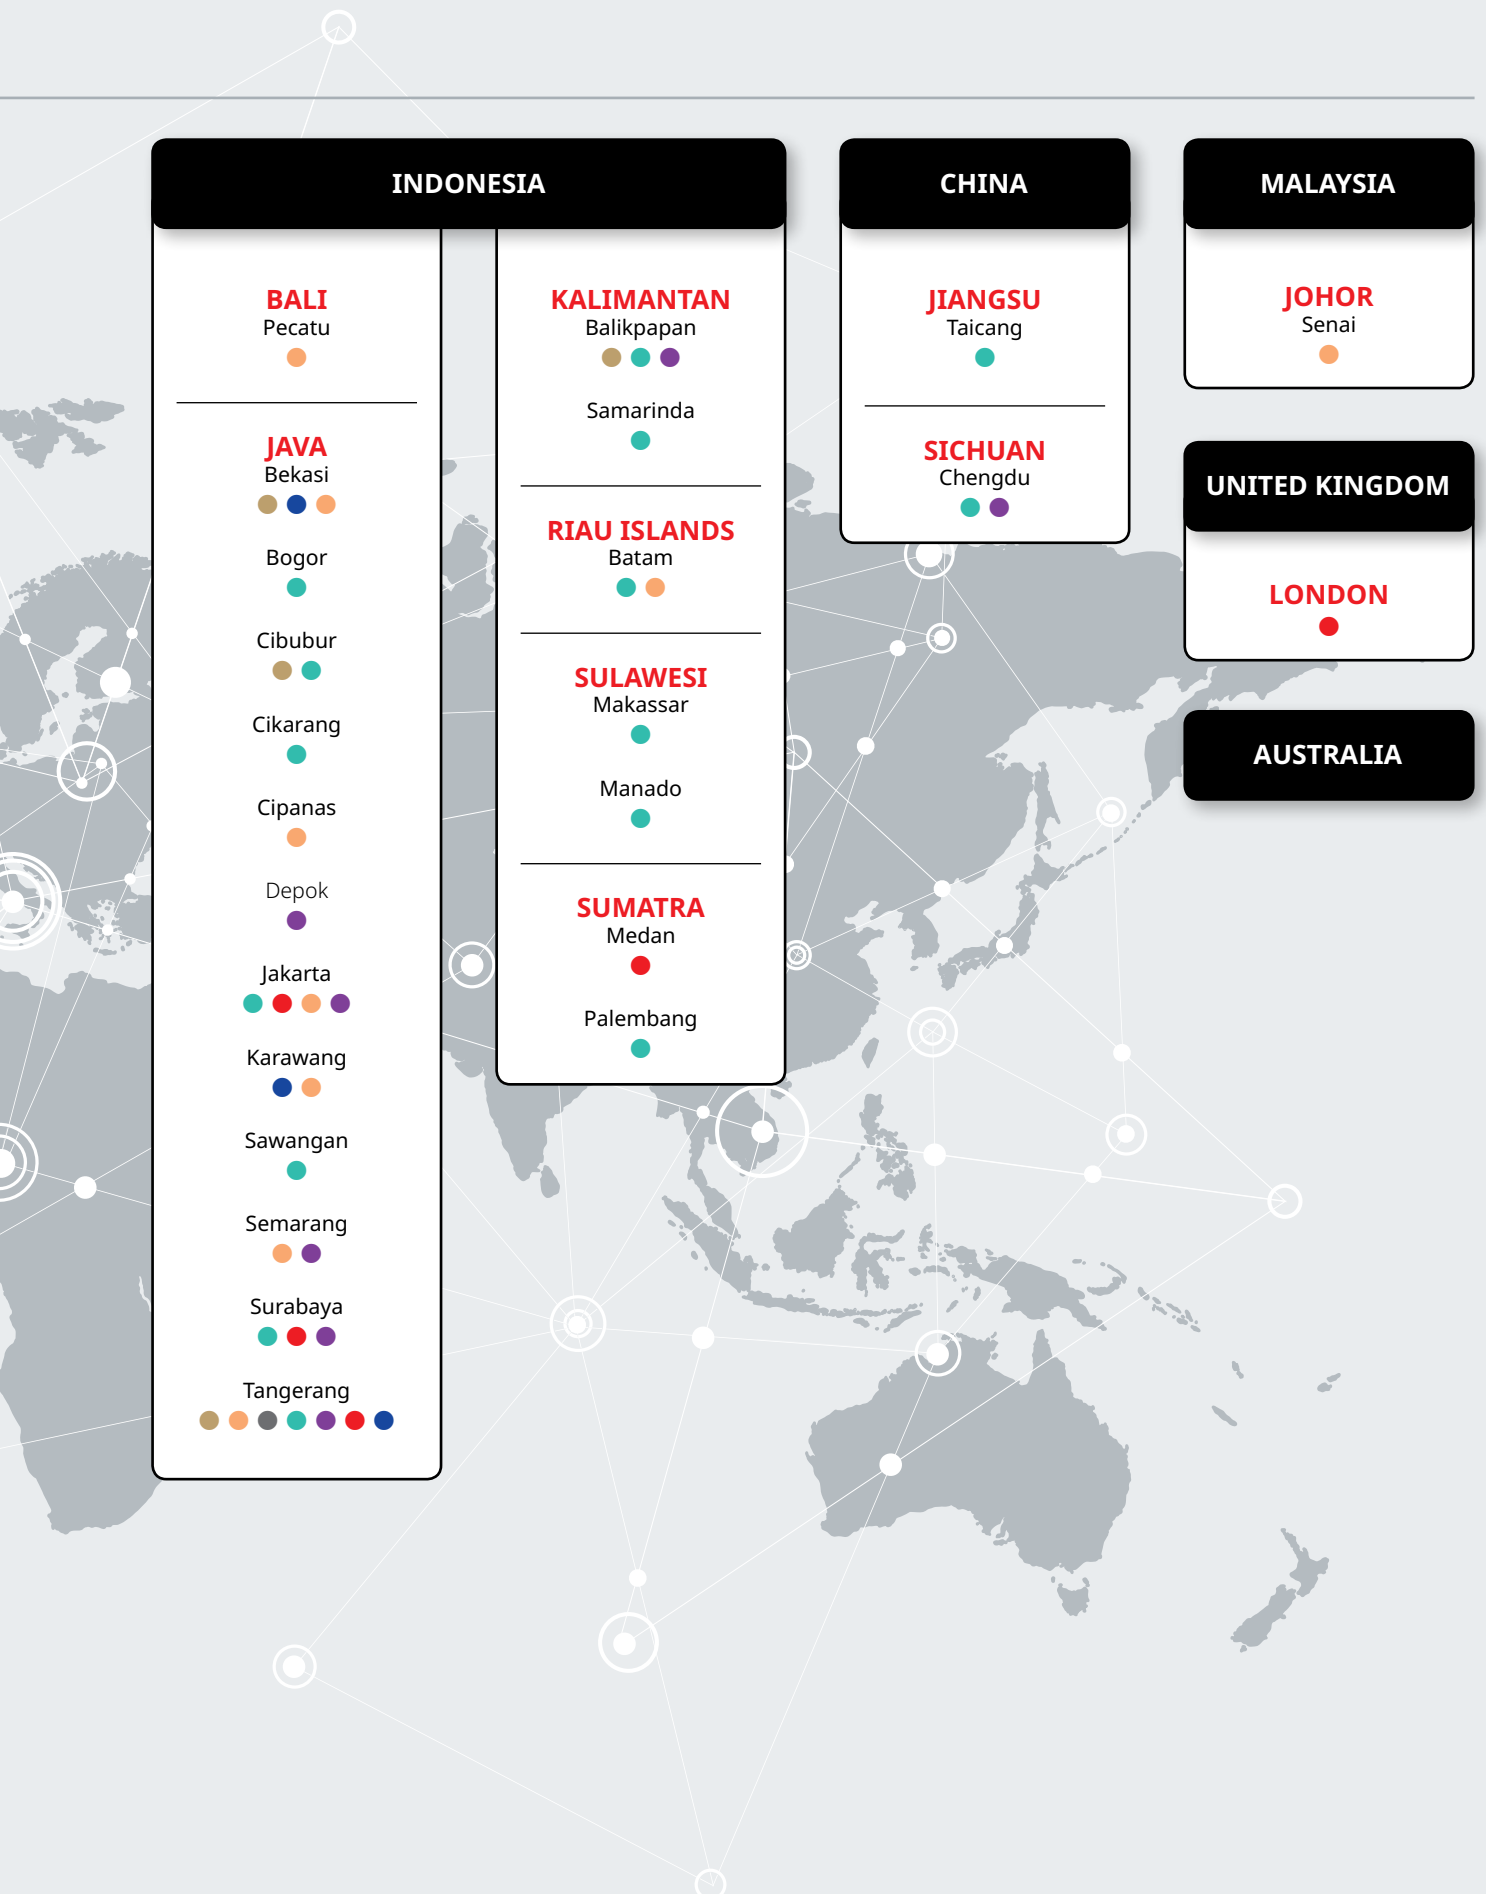 INDONESIA
BALI
Pecatu
JAVA
Bekasi
Bogor
Cibubur
Cikarang
Cipanas
Depok
Jakarta
Karawang
Sawangan
Semarang
Surabaya
Tangerang
KALIMANTAN
Balikpapan
Samarinda
RIAU ISLANDS
Batam
SULAWESI
Makassar
Manado
SUMATRA
Medan
Palembang
CHINA
JIANGSU
Taicang
SICHUAN
Chengdu
MALAYSIA
JOHOR
Senai
UNITED KINGDOM
LONDON
AUSTRALIA